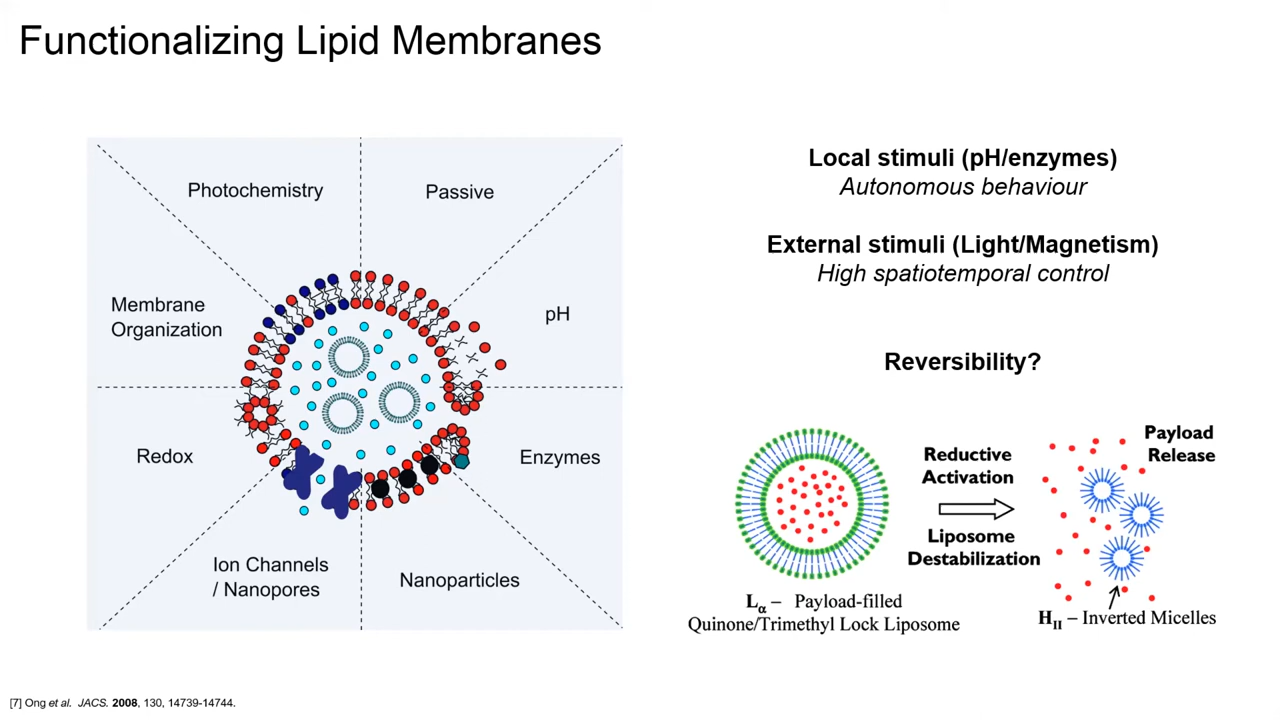 Functionalizing Lipid Membranes
Photochemistry
Passive
Membrane
Organization
pH
Redox
Enzymes
Ion Channels
/ Nanopores
Nanoparticles
Local stimuli (pH/enzymes)
Autonomous behaviour
External stimuli (Light/Magnetism)
High spatiotemporal control
Reversibility?
Reductive
Activation
Liposome
Destabilization
Payload
Release
Lα – Payload-filled
Quinone/Trimethyl Lock Liposome
HII – Inverted Micelles
[7] Ong et al. JACS. 2008, 130, 14739-14744.